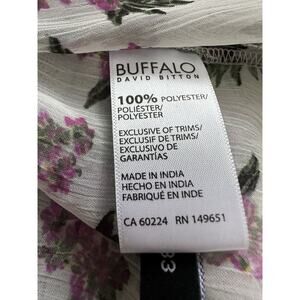 BUFFALO
DAVID BITTON
100% POLYESTER/
POLIÉSTER/
POLYESTER
EXCLUSIVE OF TRIMS/
EXCLUSIF DE TRIMS/
EXCLUSIVO DE
GARANTÍAS
MADE IN INDIA
HECHO EN INDIA
FABRIQUÉ EN INDE
CA 60224 RN 149651